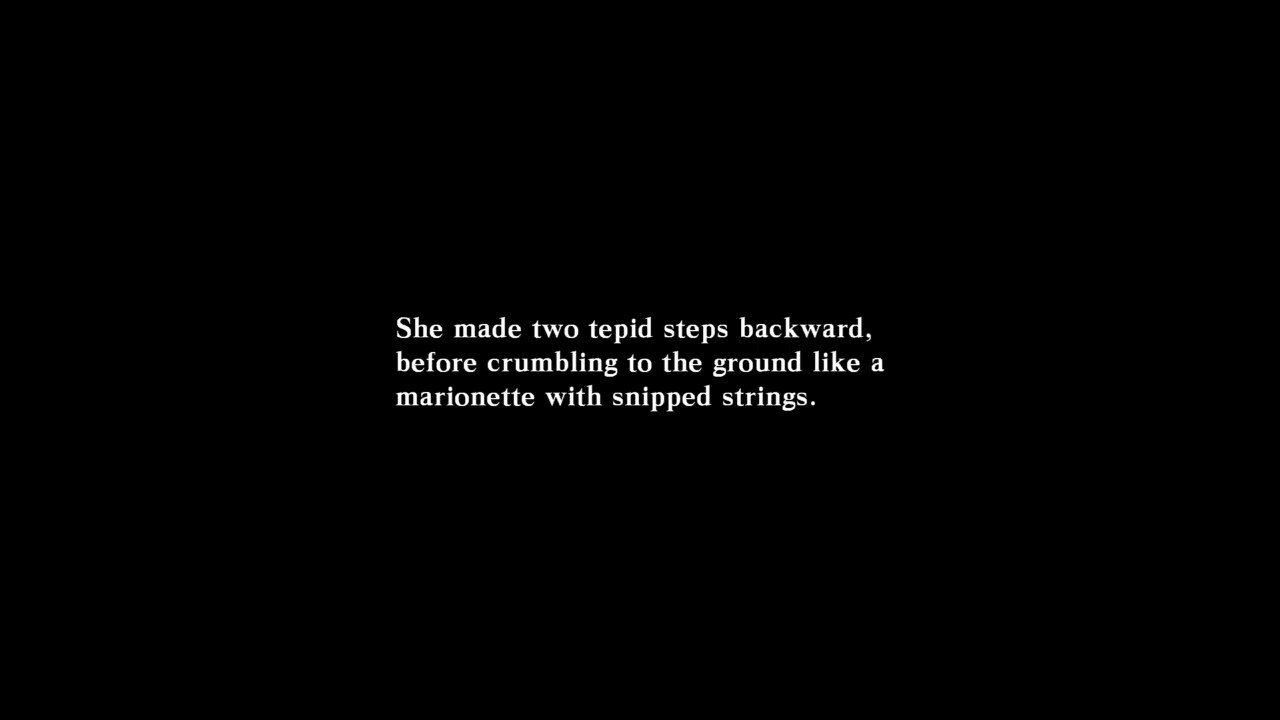 She made two tepid steps backward,
before crumbling to the ground like a
marionette with snipped strings.